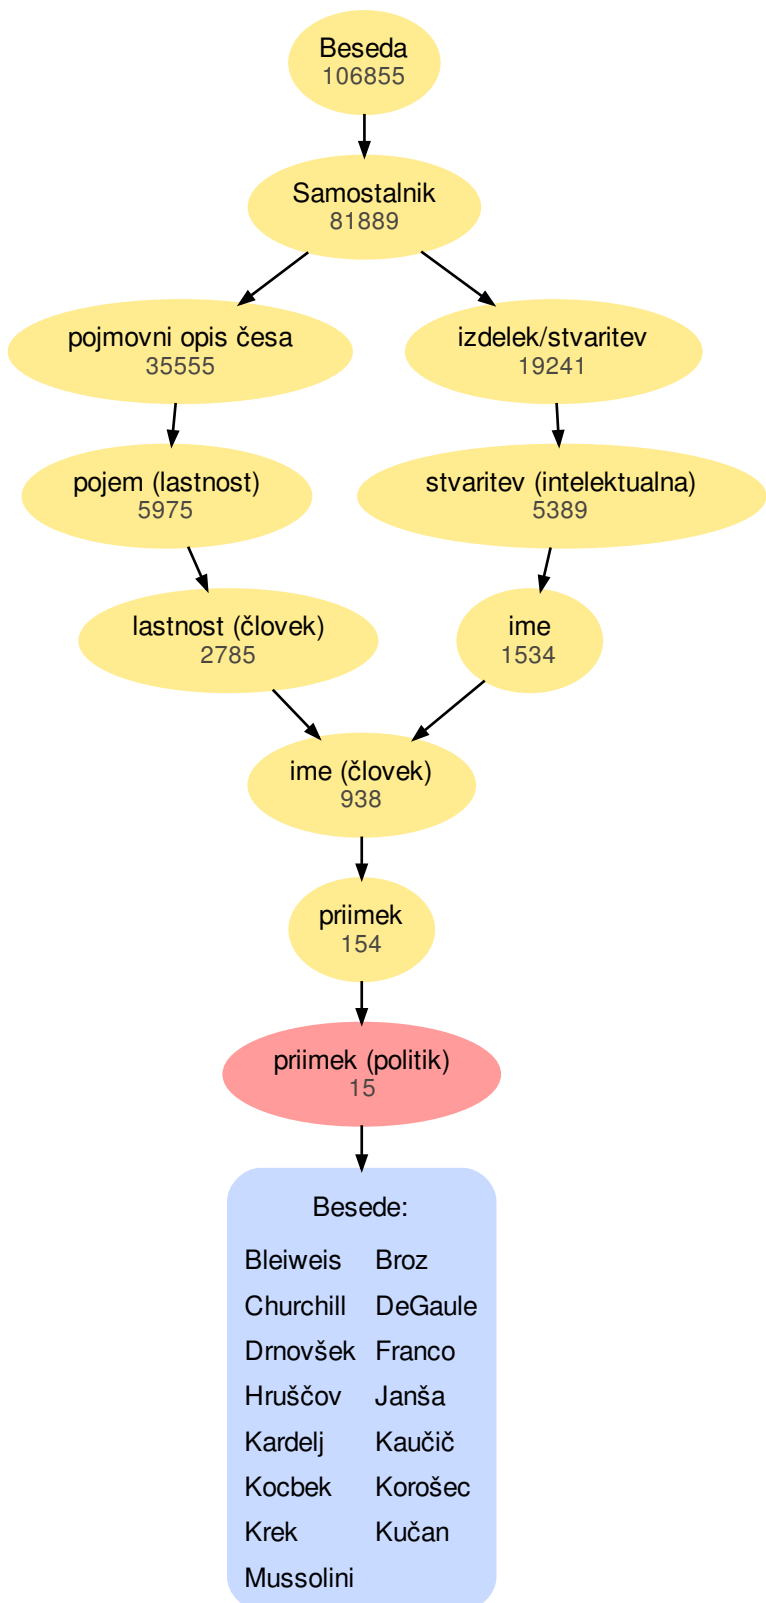 Beseda
106855
Samostalnik
81889
pojmovni opis česa
35555
izdelek/stvaritev
19241
pojem (lastnost)
5975
stvaritev (intelektualna)
5389
lastnost (človek)
2785
ime
1534
ime (človek)
938
priimek
154
priimek (politik)
15
Besede:
Bleiweis Broz
Churchill DeGaule
Drnovšek Franco
Hruščov Janša
Kardelj Kaučič
Kocbek Korošec
Krek Kučan
Mussolini